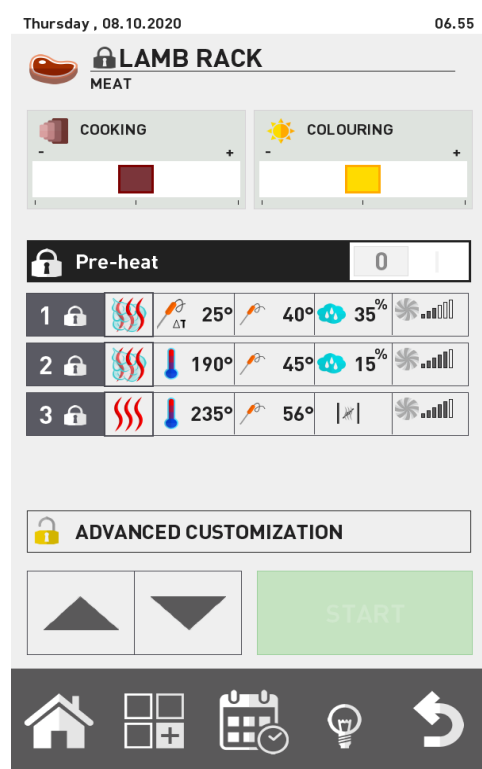 Thursday , 08.10.2020 06.55
LAMB RACK
MEAT
COOKING COLOURING
- + - +
Pre-heat 0 |
1 ΔT 25° 40° 35%
2 190° 45° 15%
3 235° 56°
ADVANCED CUSTOMIZATION
START